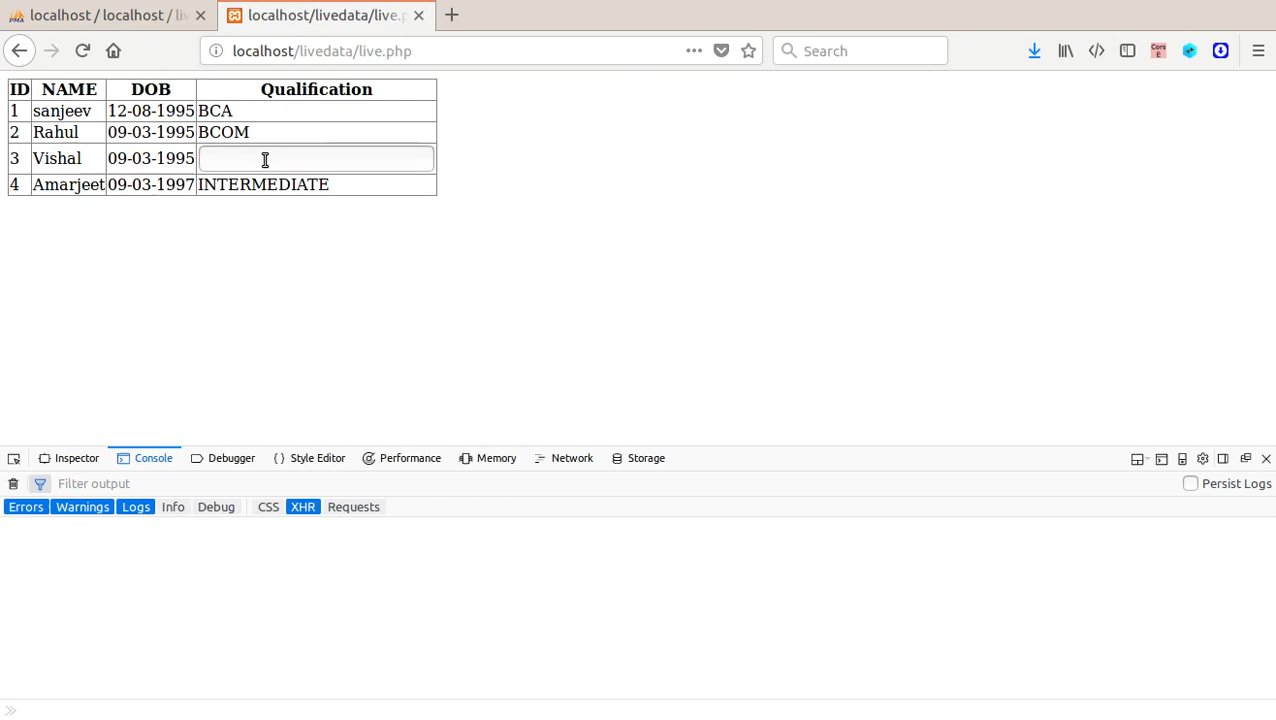 localhost / localhost / li
localhost/livedata/live.p
localhost/livedata/live.php
Search
ID NAME DOB Qualification
1 sanjeev 12-08-1995 BCA
2 Rahul 09-03-1995 BCOM
3 Vishal 09-03-1995
4 Amarjeet 09-03-1997 INTERMEDIATE
Inspector Console Debugger Style Editor Performance Memory Network Storage
Filter output Persist Logs
Errors Warnings Logs Info Debug CSS XHR Requests